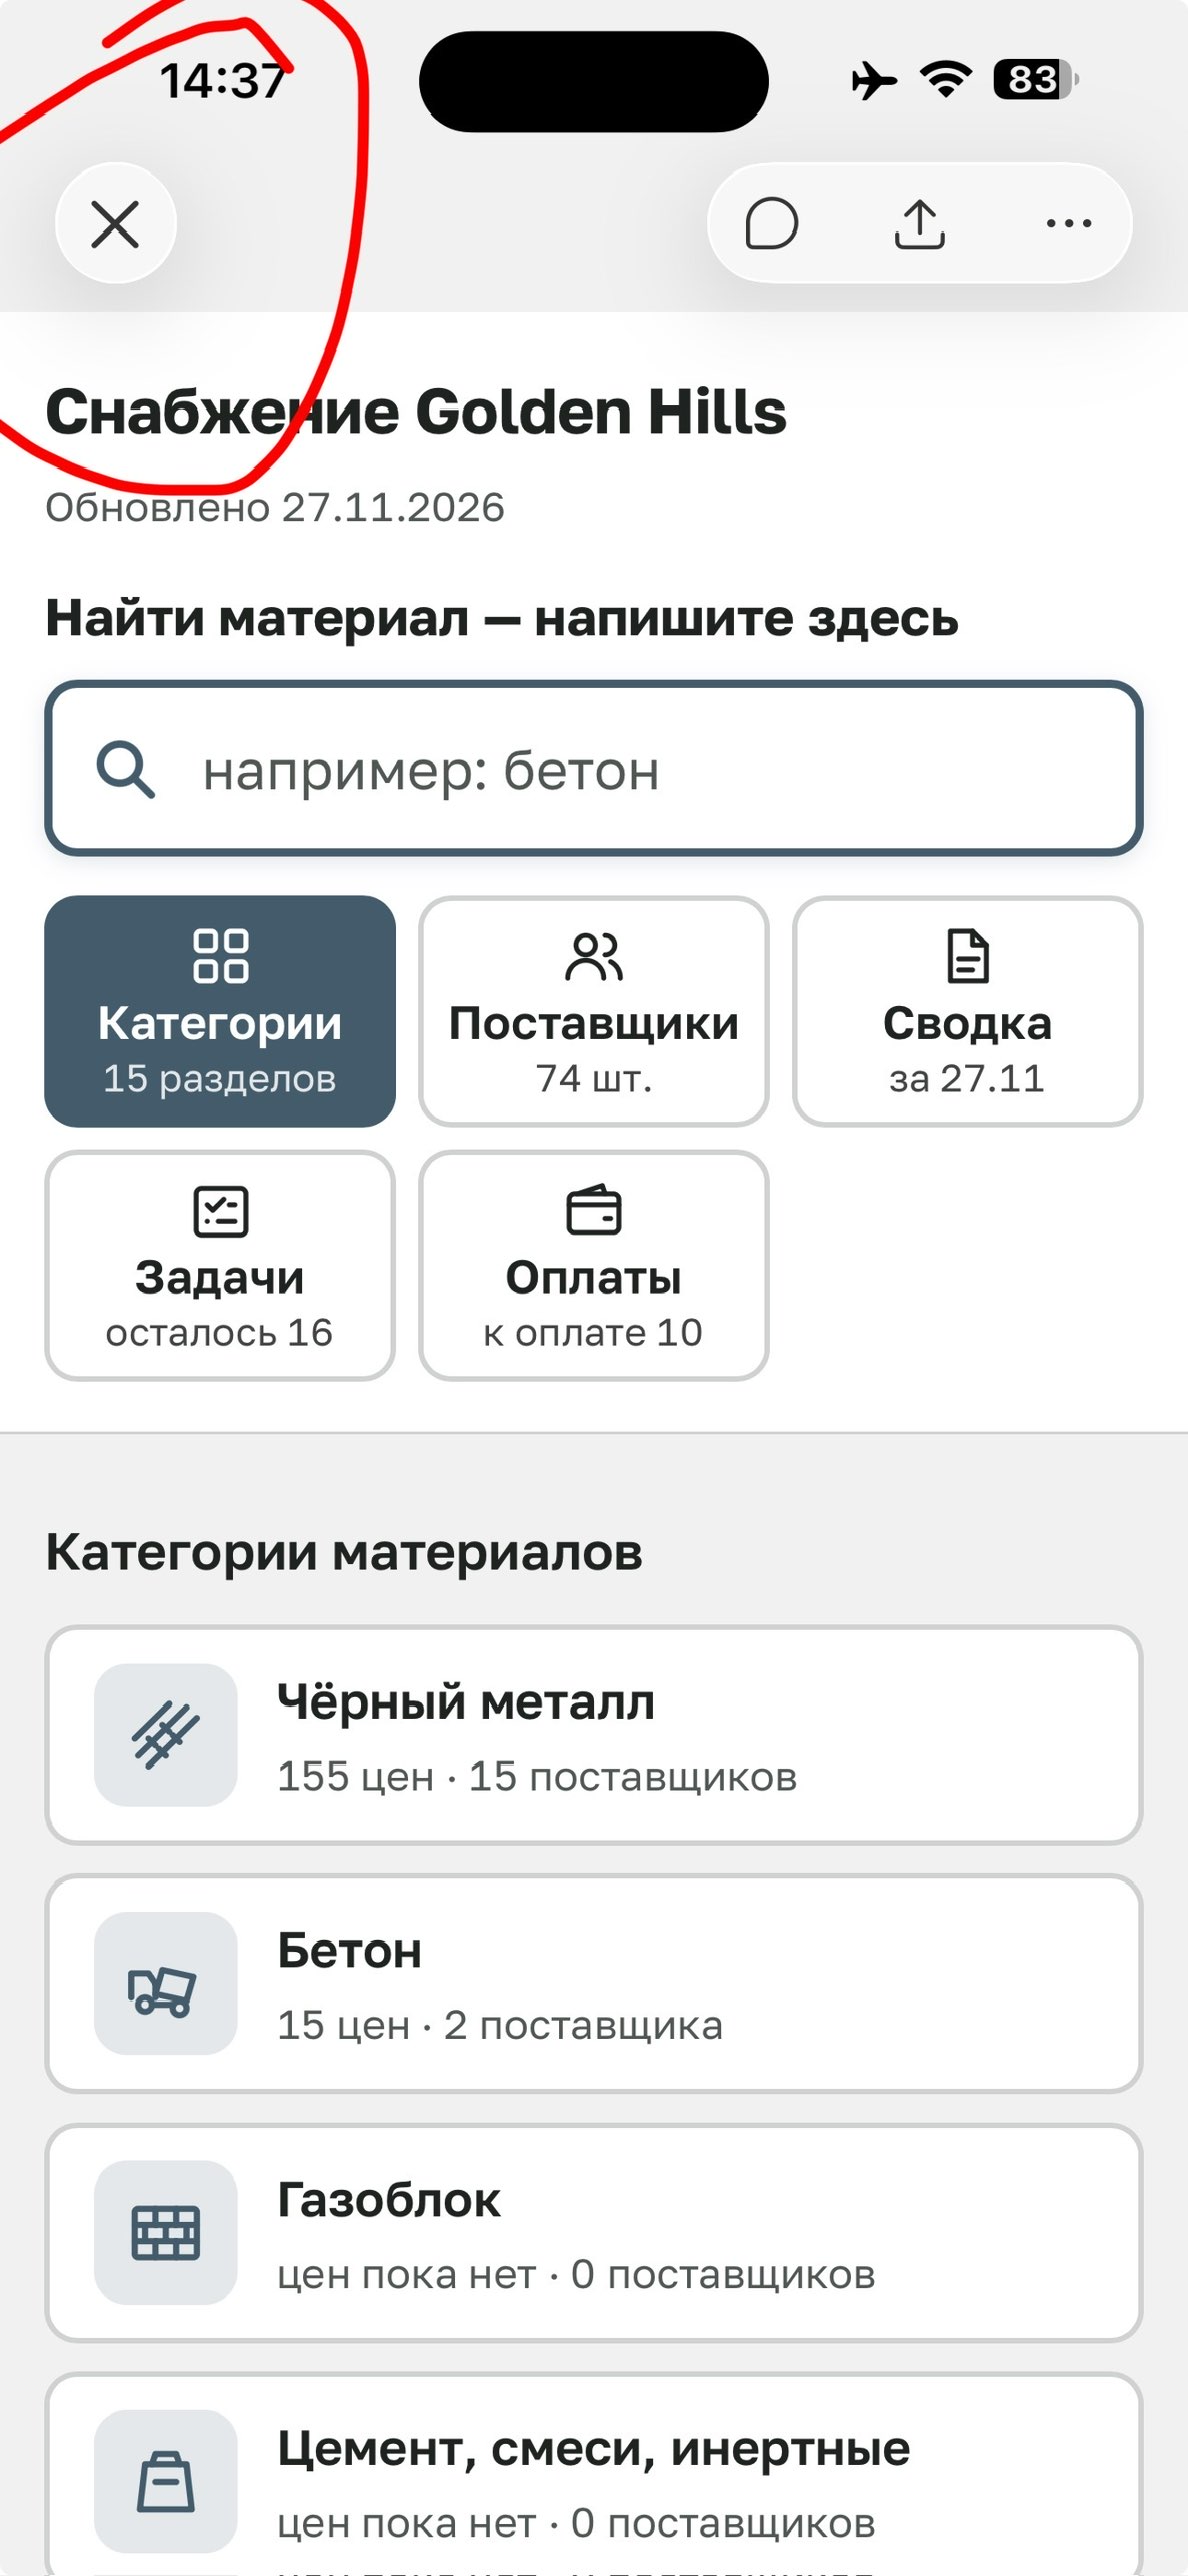 14:37
83
Снабжение Golden Hills
Обновлено 27.11.2026
Найти материал — напишите здесь
например: бетон
Категории
15 разделов
Поставщики
74 шт.
Сводка
за 27.11
Задачи
осталось 16
Оплаты
к оплате 10
Категории материалов
Чёрный металл
155 цен · 15 поставщиков
Бетон
15 цен · 2 поставщика
Газоблок
цен пока нет · 0 поставщиков
Цемент, смеси, инертные
цен пока нет · 0 поставщиков